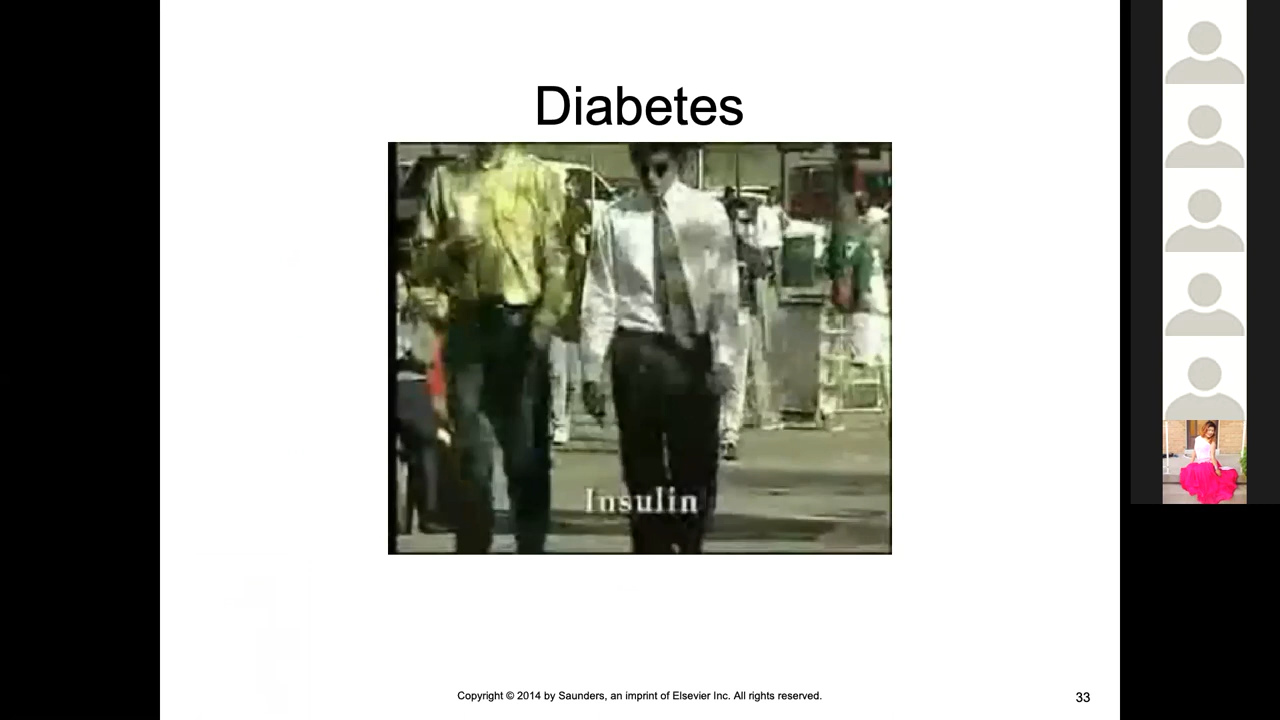 Diabetes
Insulin
Copyright © 2014 by Saunders, an imprint of Elsevier Inc. All rights reserved.
33